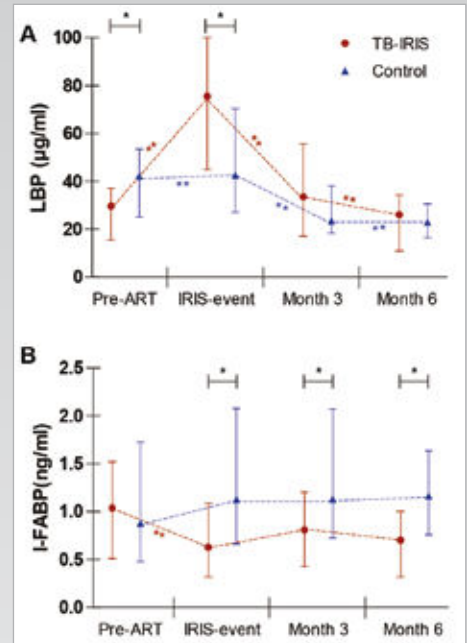 A
LBP (µg/ml)
100
80
60
40
20
0
*
*
TB-IRIS
Control
**
**
**
**
**
**
Pre-ART
IRIS-event
Month 3
Month 6
B
I-FABP(ng/ml)
2.5
2.0
1.5
1.0
0.5
0.0
*
*
*
**
Pre-ART
IRIS-event
Month 3
Month 6